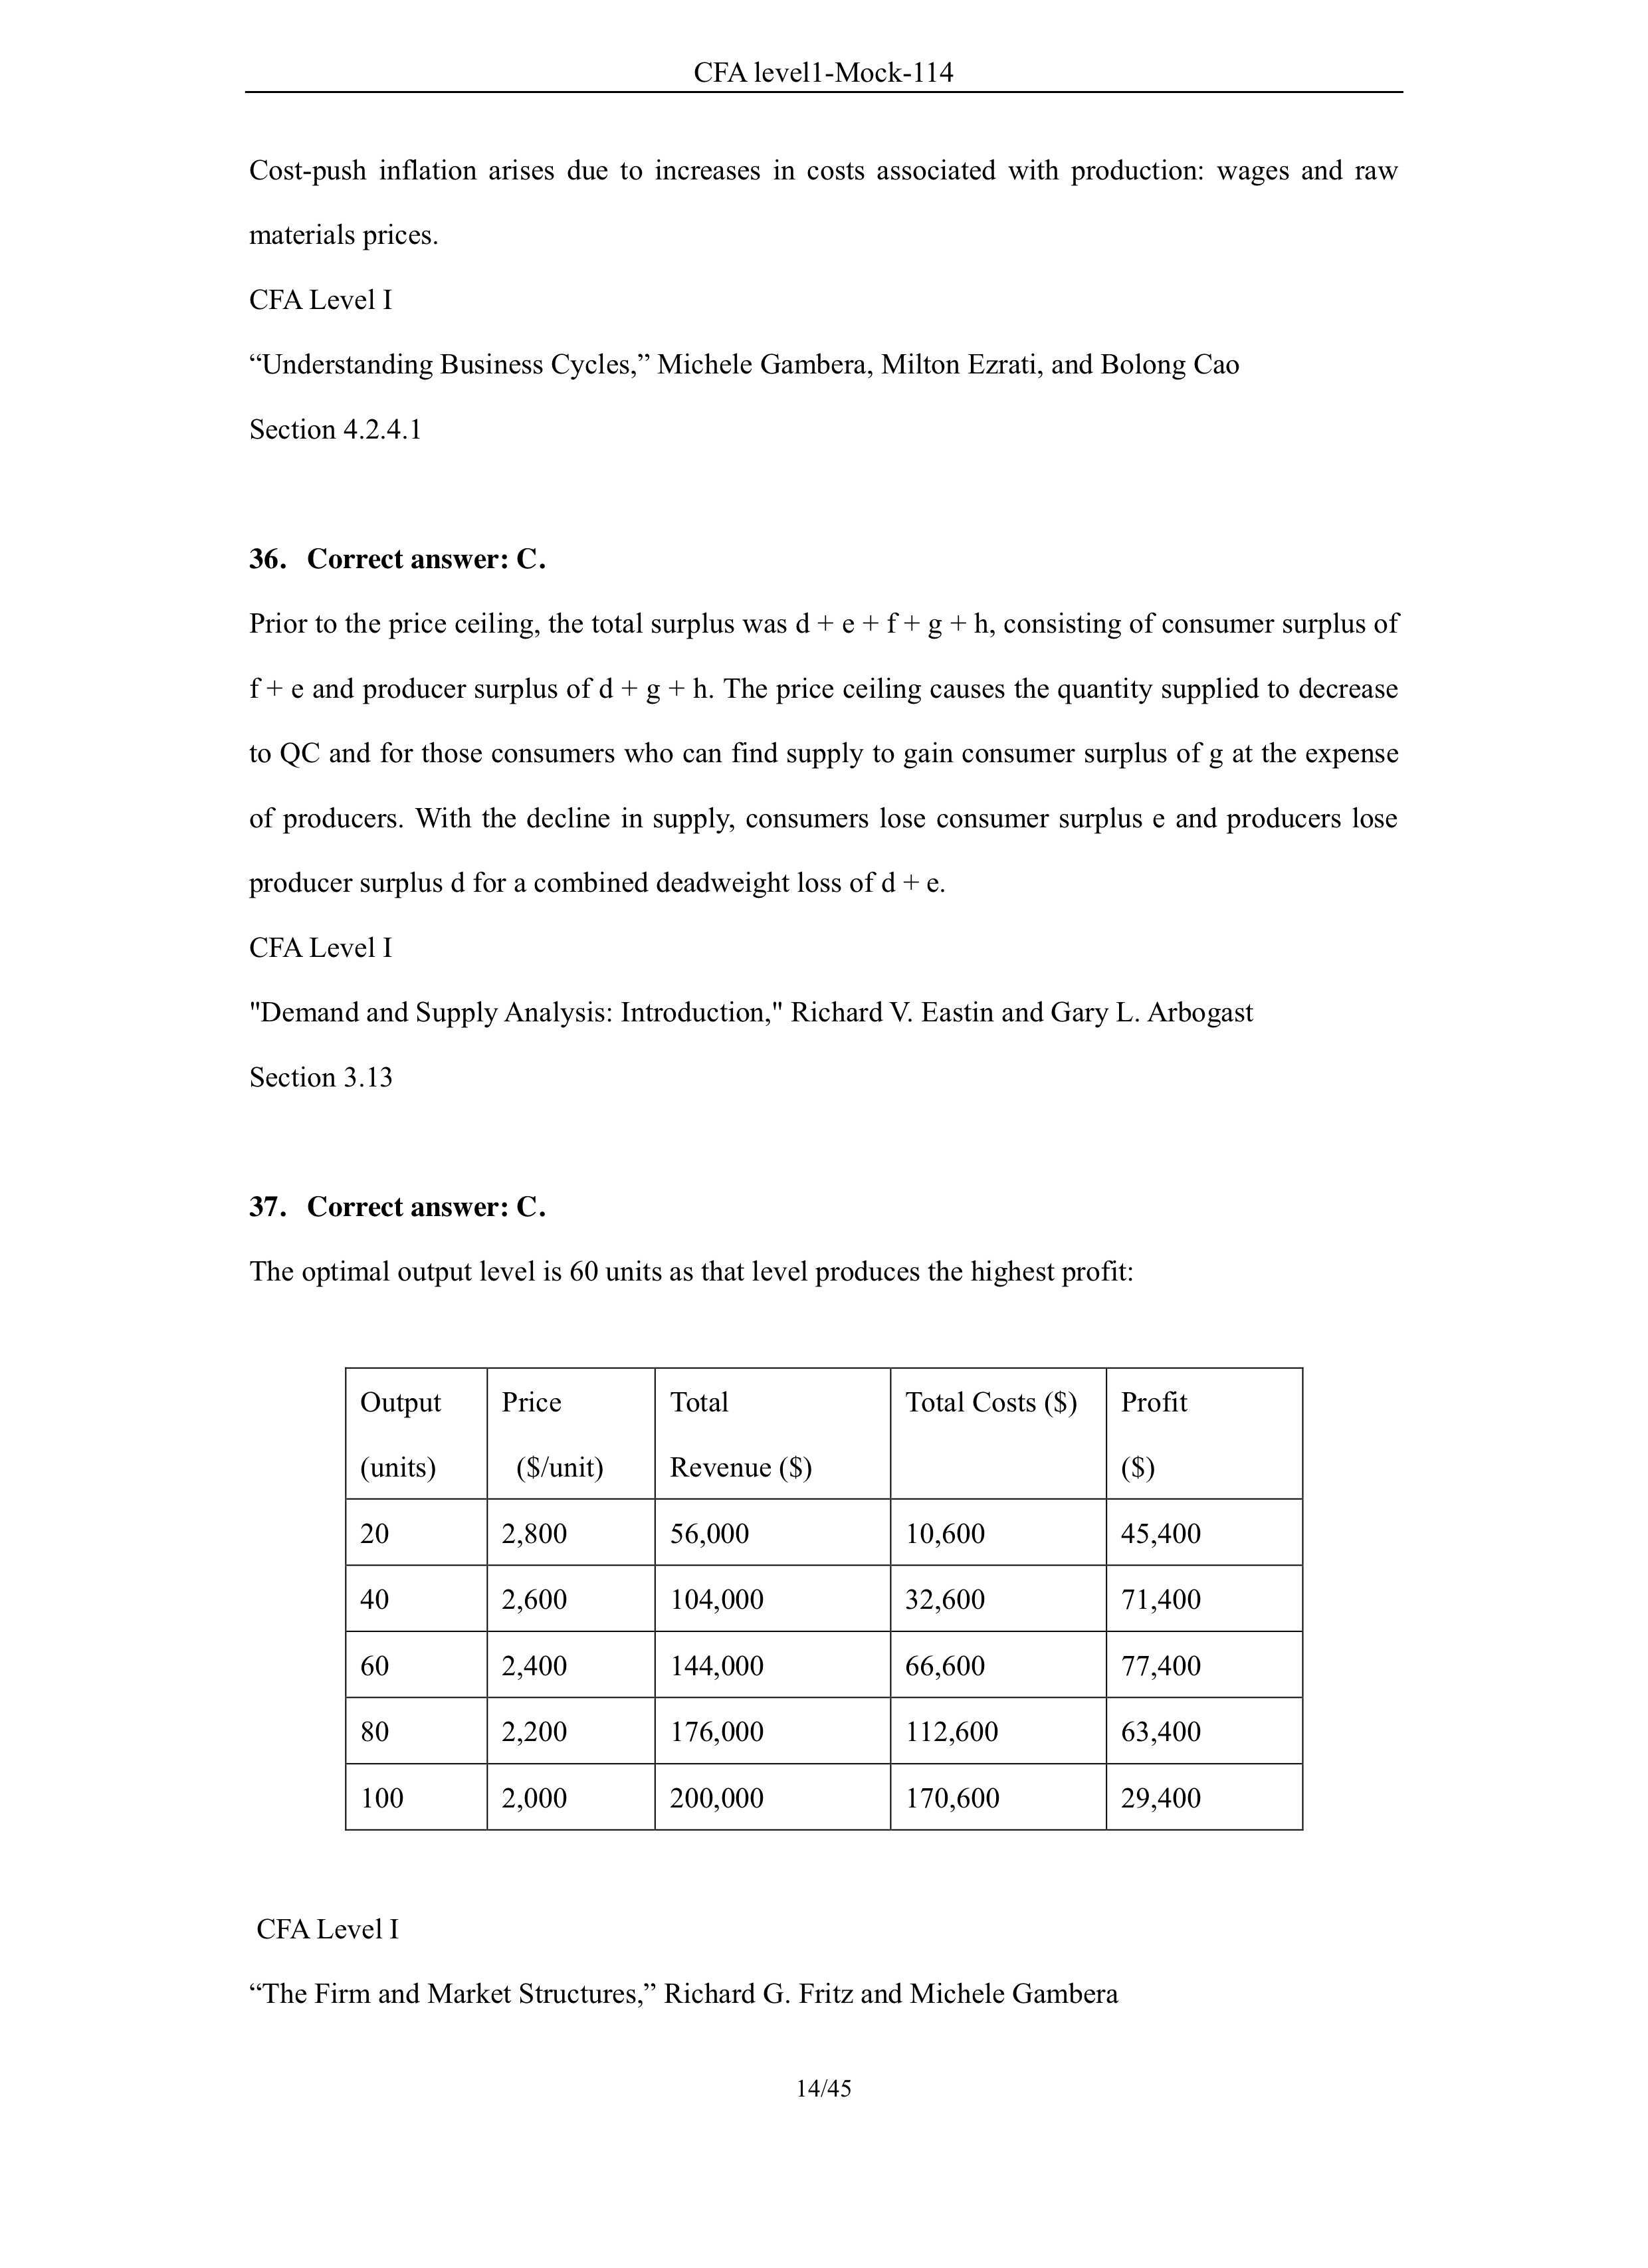 CFA level1-Mock-114
Cost-push inflation arises due to increases in costs associated with production: wages and raw
materials prices.
CFA Level I
“Understanding Business Cycles,” Michele Gambera, Milton Ezrati, and Bolong Cao
Section 4.2.4.1
36. Correct answer: C.
Prior to the price ceiling, the total surplus was d + e + f + g + h, consisting of consumer surplus of
f + e and producer surplus of d + g + h. The price ceiling causes the quantity supplied to decrease
to QC and for those consumers who can find supply to gain consumer surplus of g at the expense
of producers. With the decline in supply, consumers lose consumer surplus e and producers lose
producer surplus d for a combined deadweight loss of d + e.
CFA Level I
"Demand and Supply Analysis: Introduction," Richard V. Eastin and Gary L. Arbogast
Section 3.13
37. Correct answer: C.
The optimal output level is 60 units as that level produces the highest profit:
Output Price Total Total Costs ($) Profit
(units) ($/unit) Revenue ($) ($)
20 2,800 56,000 10,600 45,400
40 2,600 104,000 32,600 71,400
60 2,400 144,000 66,600 77,400
80 2,200 176,000 112,600 63,400
100 2,000 200,000 170,600 29,400
CFA Level I
“The Firm and Market Structures,” Richard G. Fritz and Michele Gambera
14/45